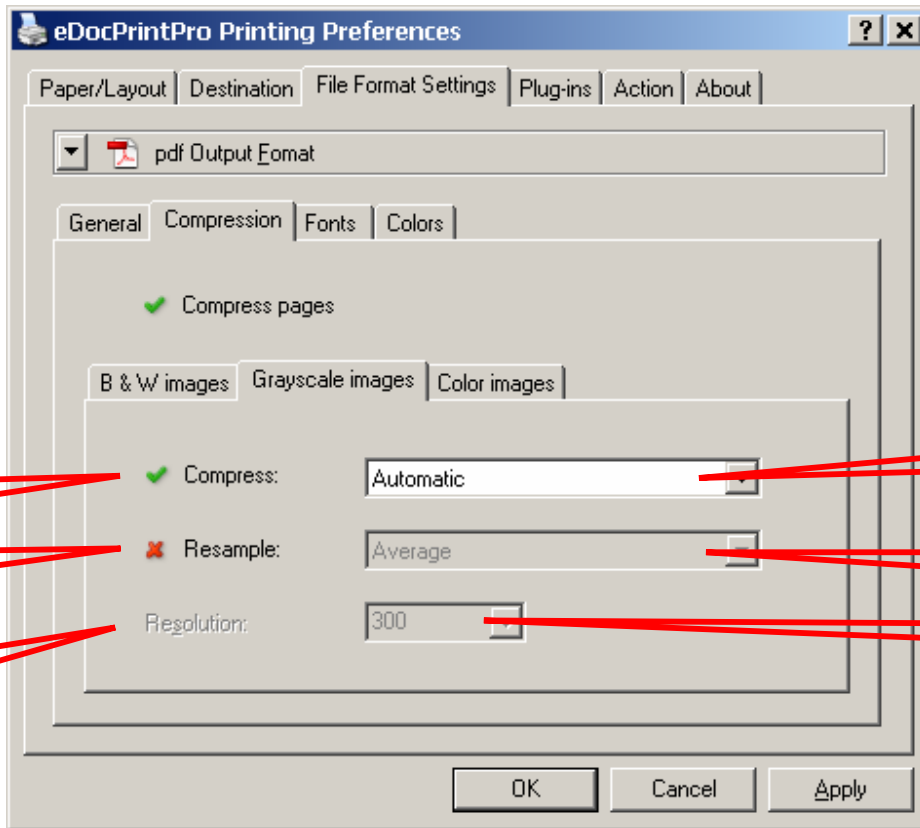 eDocPrintPro Printing Preferences
Paper/Layout Destination File Format Settings Plug-ins Action About
pdf Output Fomat
General Compression Fonts Colors
Compress pages
B & W images Grayscale images Color images
Compress: Automatic
Resample: Average
Resolution: 300
OK Cancel Apply